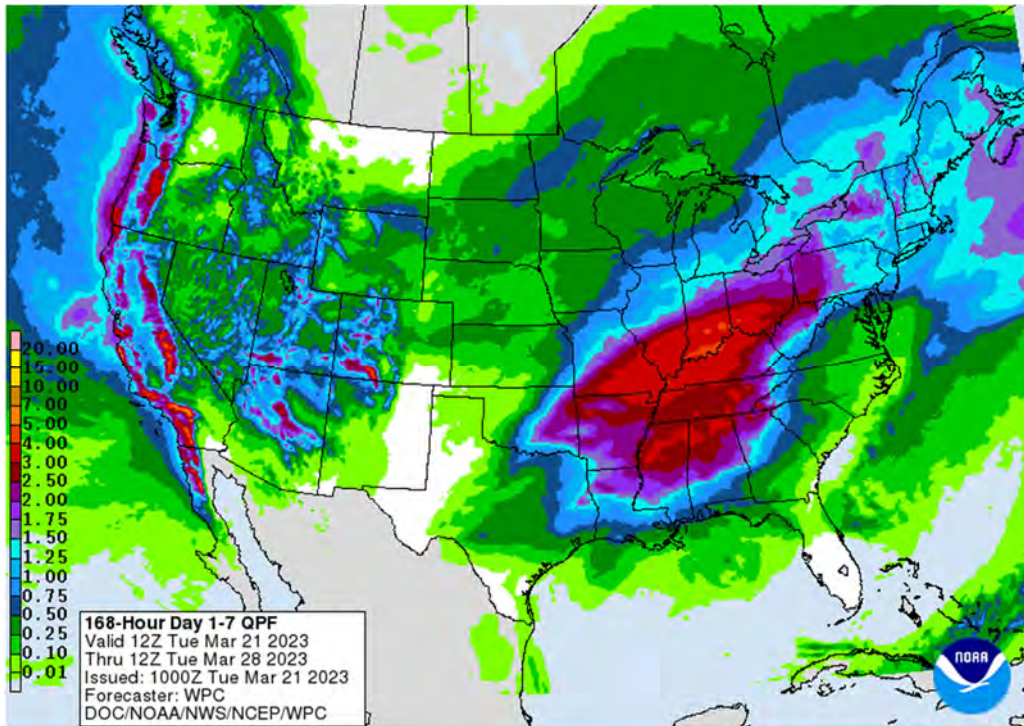 20.00
15.00
10.00
7.00
5.00
4.00
3.00
2.50
2.00
1.75
1.50
1.25
1.00
0.75
0.50
0.25
0.10
0.01
168-Hour Day 1-7 QPF
Valid 12Z Tue Mar 21 2023
Thru 12Z Tue Mar 28 2023
Issued: 1000Z Tue Mar 21 2023
Forecaster: WPC
DOC/NOAA/NWS/NCEP/WPC
NOAA